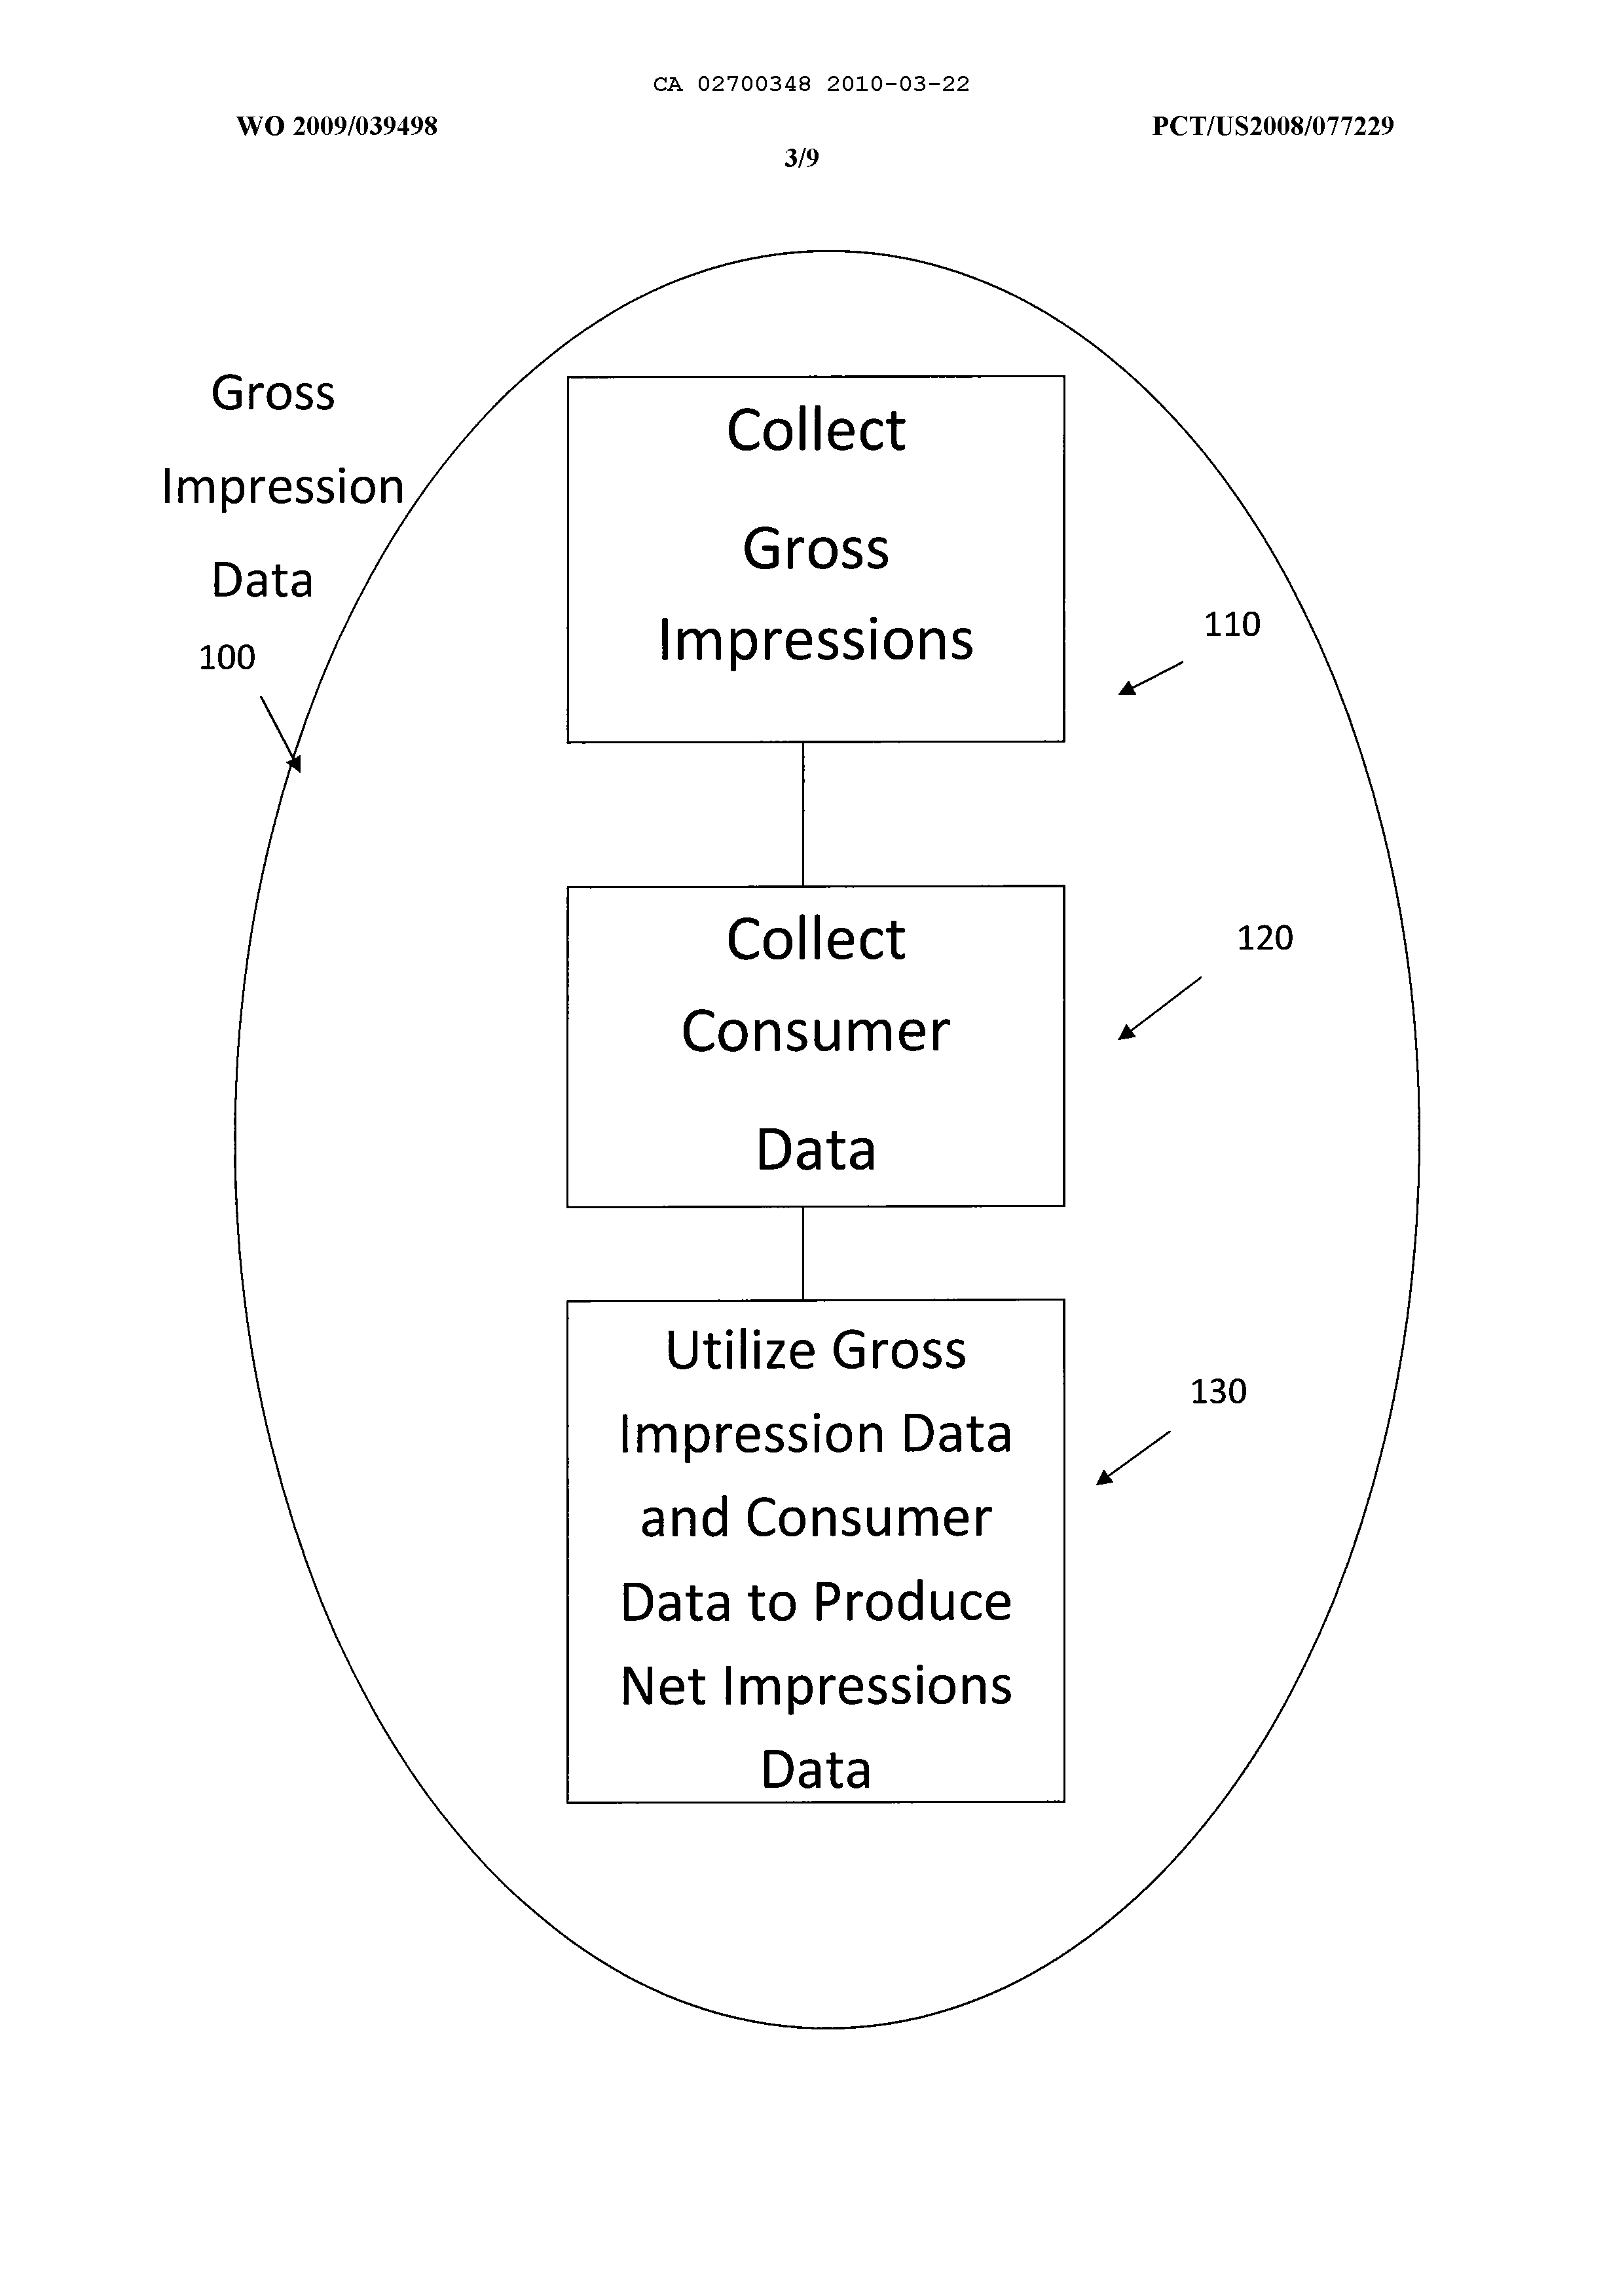 CA 02700348 2010-03-22
WO 2009/039498
PCT/US2008/077229
3/9
Gross
Impression
Data
100
Collect
Gross
Impressions
110
Collect
Consumer
Data
120
Utilize Gross
Impression Data
and Consumer
Data to Produce
Net Impressions
Data
130